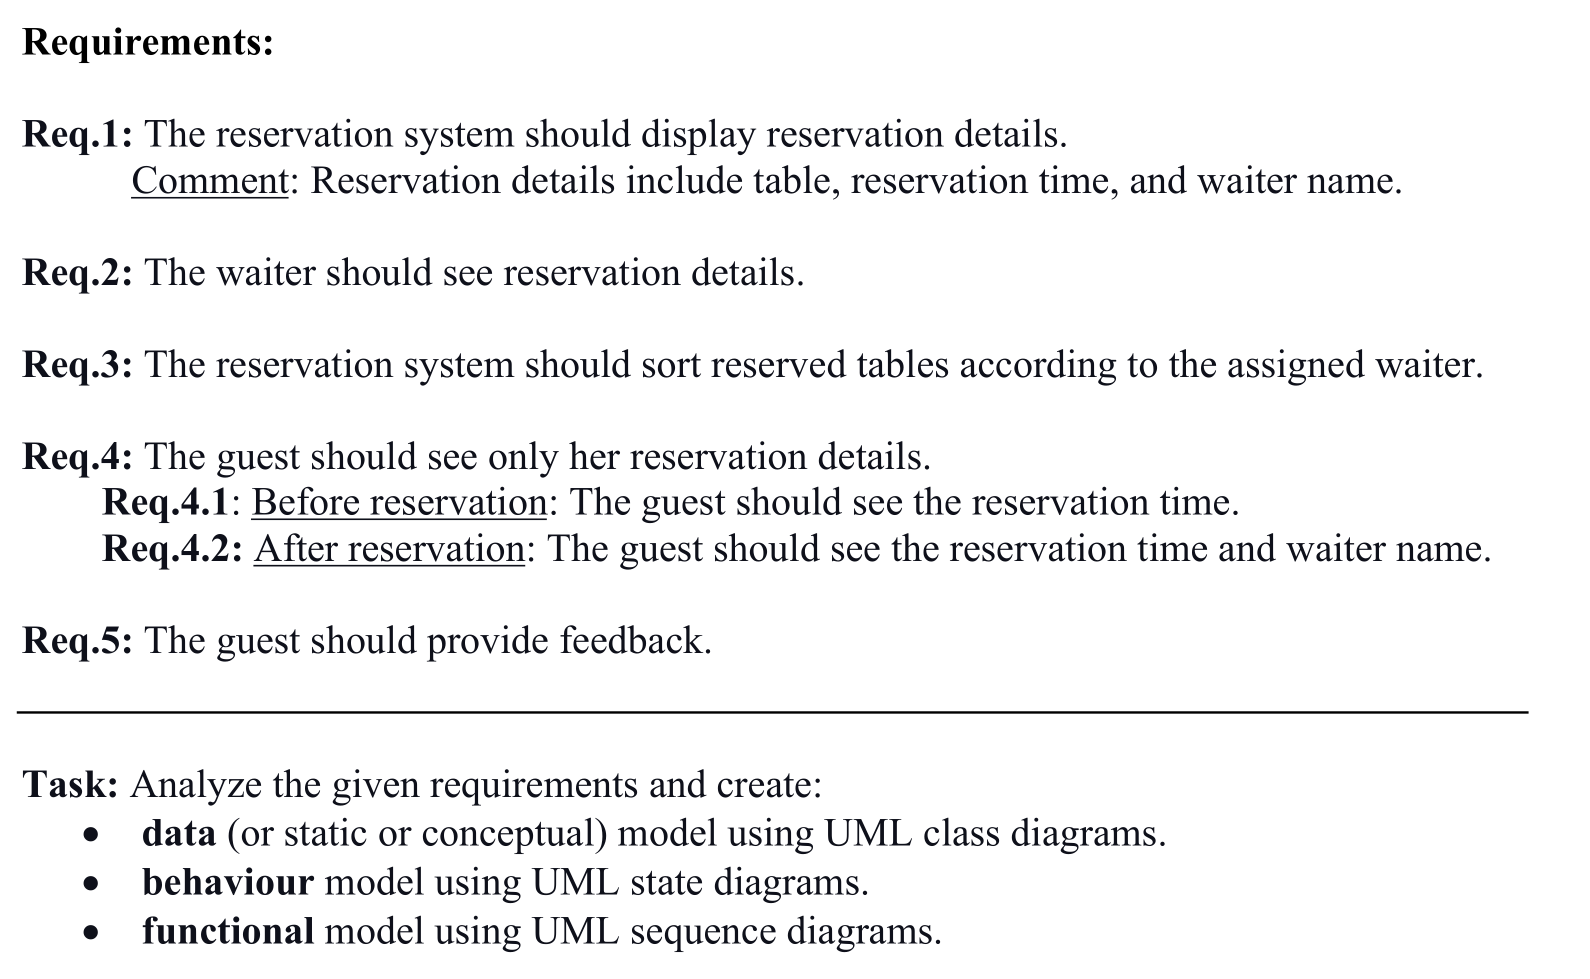 Requirements:
Req.1: The reservation system should display reservation details.
Comment: Reservation details include table, reservation time, and waiter name.
Req.2: The waiter should see reservation details.
Req.3: The reservation system should sort reserved tables according to the assigned waiter.
Req.4: The guest should see only her reservation details.
Req.4.1: Before reservation: The guest should see the reservation time.
Req.4.2: After reservation: The guest should see the reservation time and waiter name.
Req.5: The guest should provide feedback.
Task: Analyze the given requirements and create:
• data (or static or conceptual) model using UML class diagrams.
• behaviour model using UML state diagrams.
• functional model using UML sequence diagrams.